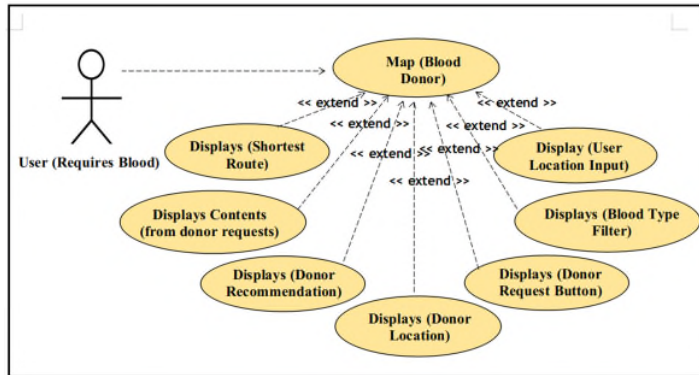 Map (Blood
Donor)
<< extend >>
<< extend >>
<< extend >>
<< extend >>
<< extend >>
<< extend >>
<< extend >>
User (Requires Blood)
Displays (Shortest
Route)
Display (User
Location Input)
Displays Contents
(from donor requests)
Displays (Blood Type
Filter)
Displays (Donor
Recommendation)
Displays (Donor
Request Button)
Displays (Donor
Location)